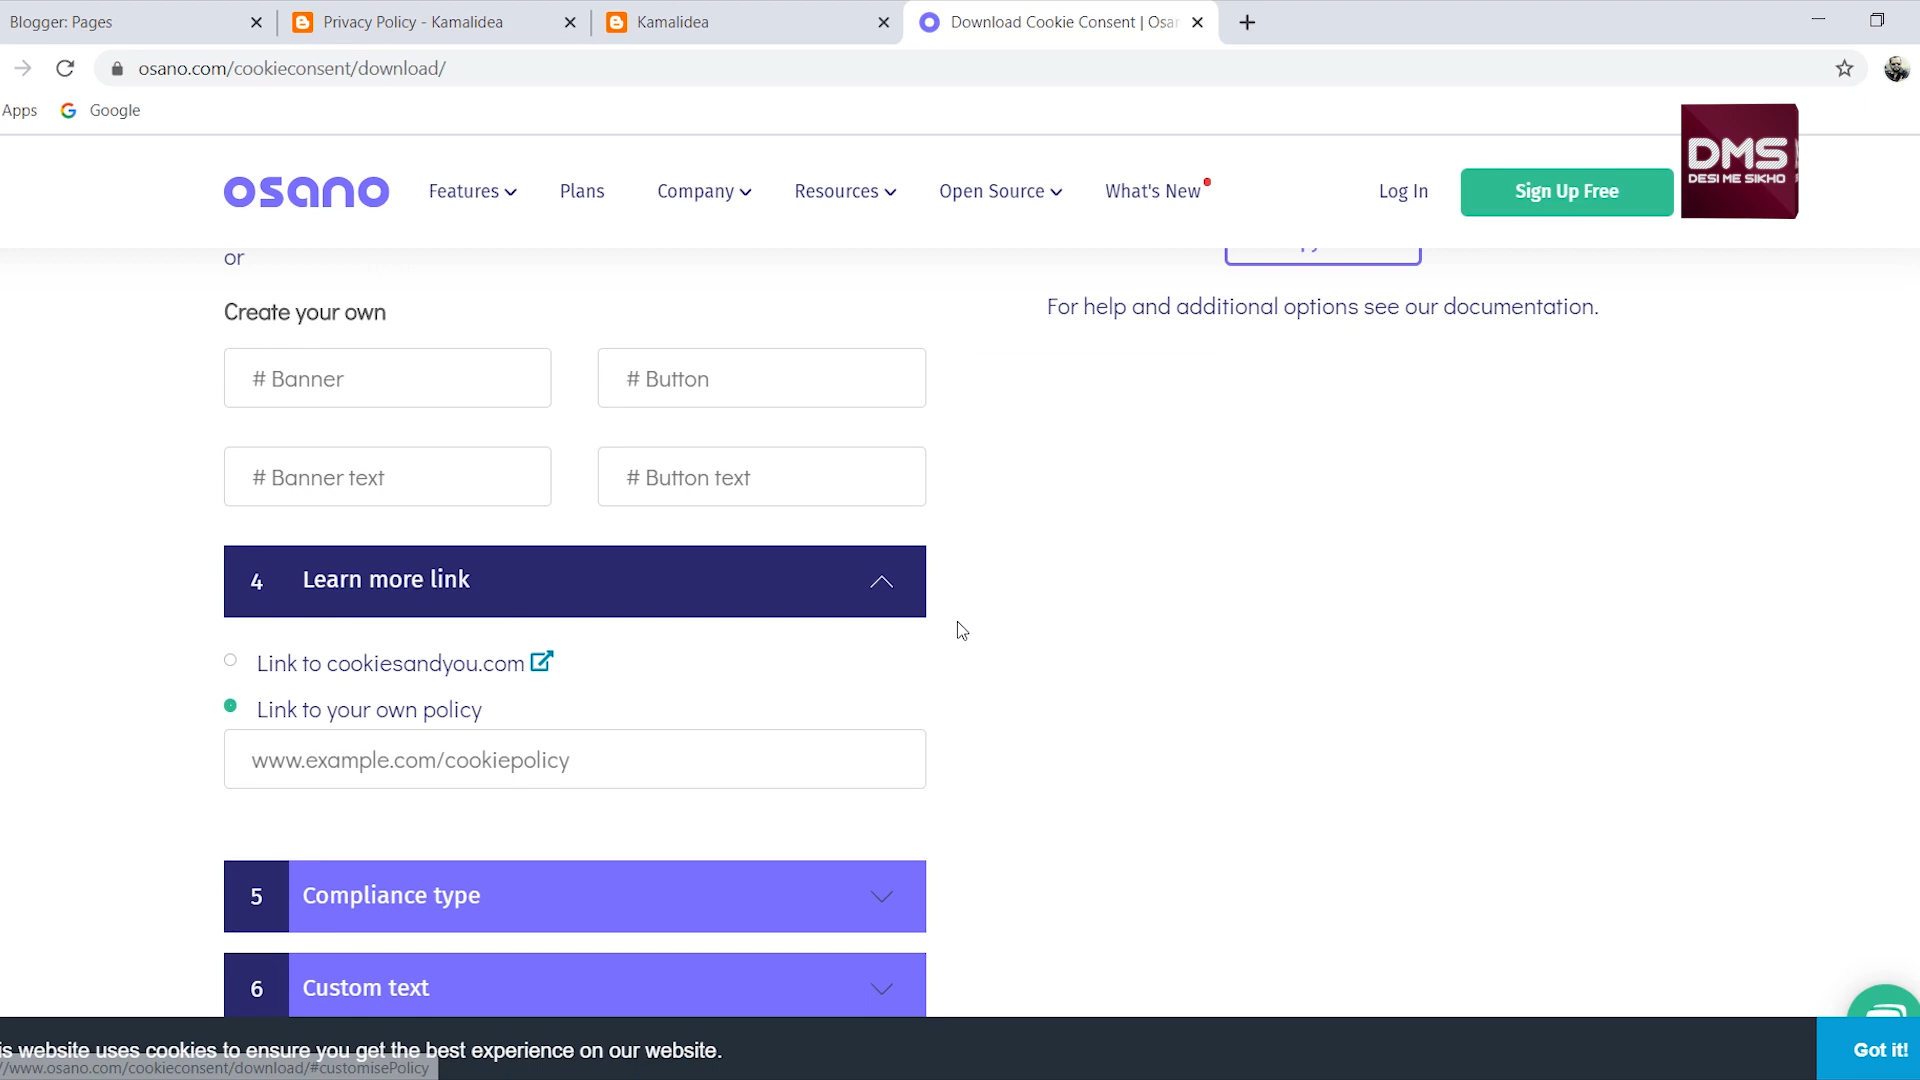 Blogger: Pages
Privacy Policy - Kamalidea
Kamalidea
Download Cookie Consent | Osan
osano.com/cookieconsent/download/
Apps
Google
DMS
DESI ME SIKHO
osano
Features
Plans
Company
Resources
Open Source
What's New
Log In
Sign Up Free
or
For help and additional options see our documentation.
Create your own
# Banner
# Button
# Banner text
# Button text
4 Learn more link
Link to cookiesandyou.com
Link to your own policy
www.example.com/cookiepolicy
5 Compliance type
6 Custom text
is website uses cookies to ensure you get the best experience on our website.
Got it!
//www.osano.com/cookieconsent/download/#customisePolicy